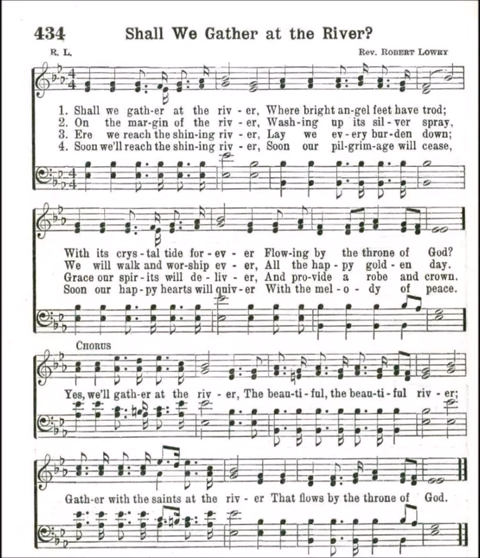 434 Shall We Gather at the River?
R. L. Rev. Robert Lowry
1. Shall we gath-er at the riv - er, Where bright an-gel feet have trod;
2. On the mar-gin of the riv - er, Wash-ing up its sil - ver spray,
3. Ere we reach the shin-ing riv - er, Lay we ev - ery bur-den down;
4. Soon we'll reach the shin-ing riv - er, Soon our pil-grim-age will cease,
With its crys - tal tide for-ev - er Flow-ing by the throne of God?
We will walk and wor-ship ev - er, All the hap - py gold - en day.
Grace our spir-its will de - liv - er, And pro-vide a robe and crown.
Soon our hap-py hearts will quiv-er With the mel - o - dy of peace.
Chorus
Yes, we'll gath-er at the riv - er, The beau-ti-ful, the beau-ti-ful riv - er;
Gath-er with the saints at the riv - er That flows by the throne of God.